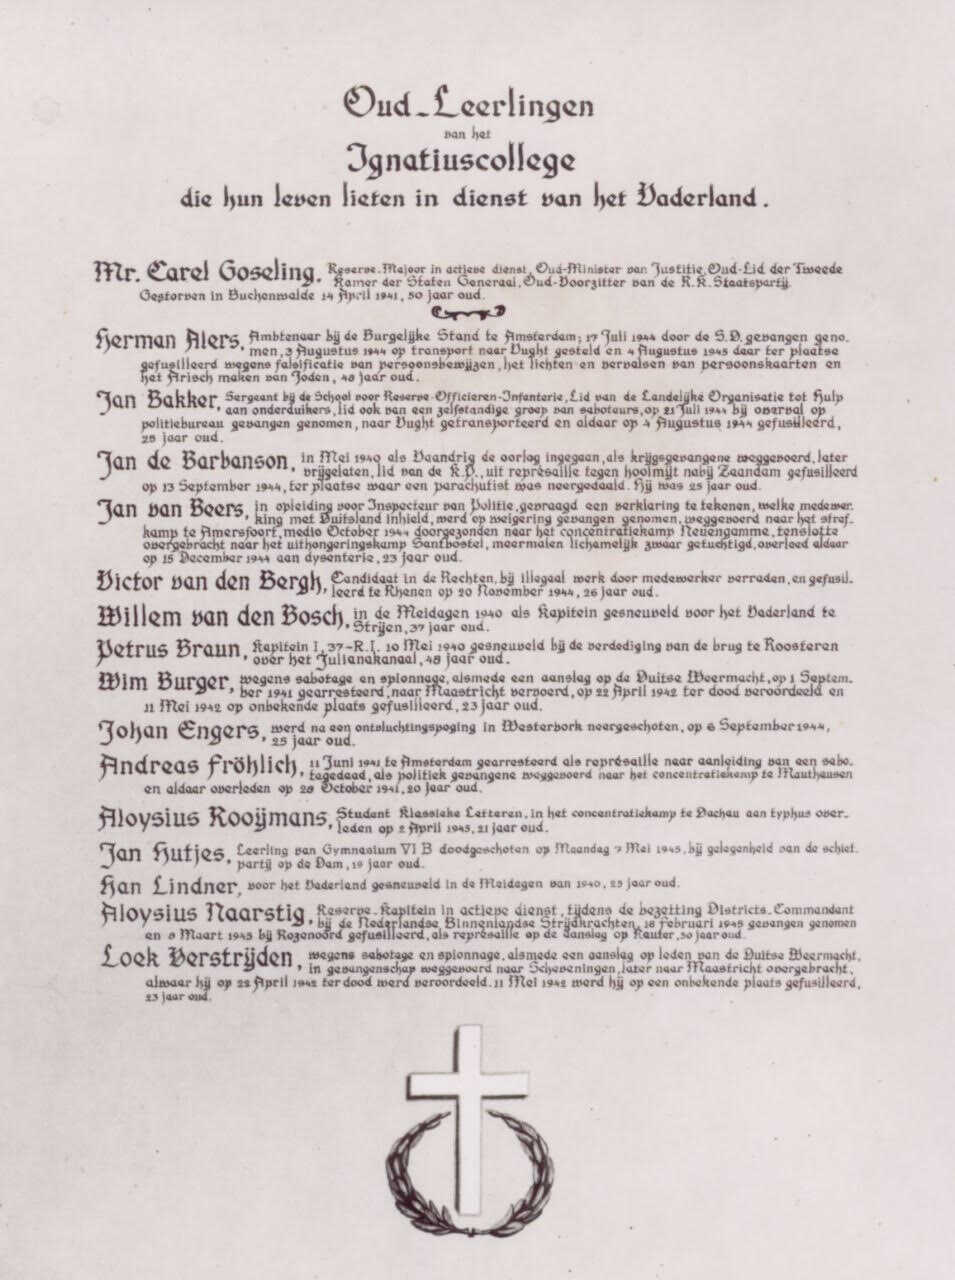 Oud-Leerlingen
van het
Ignatiuscollege
die hun leven lieten in dienst van het Vaderland.
Mr. Carel Goseling. Reserve-Majoor in actieve dienst, Oud-Minister van Justitie, Oud-Lid der Tweede
Kamer der Staten Generaal, Oud-Voorzitter van de R.K. Staatspartij.
Gestorven in Buchenwalde 14 April 1941, 50 jaar oud.
Herman Alers, Ambtenaar bij de Burgelijke Stand te Amsterdam; 17 Juli 1944 door de S.D. gevangen geno-
men, 3 Augustus 1944 op transport naar Vught gesteld en 4 Augustus 1945 daar ter plaatse
gefusilleerd wegens falsificatie van persoonsbewijzen, het lichten en vervalsen van persoonskaarten en
het Arisch maken van Joden, 48 jaar oud.
Jan Bakker, Sergeant bij de School voor Reserve-Officieren-Infanterie, Lid van de Landelijke Organisatie tot Hulp
aan onderduikers, lid ook van een zelfstandige groep van saboteurs, op 21 Juli 1944 bij overval op
politiebureau gevangen genomen, naar Vught getransporteerd en aldaar op 4 Augustus 1944 gefusilleerd,
25 jaar oud.
Jan de Barbanson, in Mei 1940 als Vaandrig de oorlog ingegaan, als krijgsgevangene weggevoerd, later
vrijgelaten, lid van de K.P., uit represaille tegen hoolmijt nabij Zaandam gefusilleerd
op 13 September 1944, ter plaatse waar een parachutist was neergedaald. Hij was 25 jaar oud.
Jan van Beers, in opleiding voor Inspecteur van Politie, gevraagd een verklaring te tekenen, welke medewer-
king met Duitsland inhield, werd op weigering gevangen genomen, weggevoerd naar het straf-
kamp te Amersfoort, medio October 1944 doorgezonden naar het concentratiekamp Neuengamme, tenslotte
overgebracht naar het uithongeringskamp Santbostel, meermalen lichamelijk zwaar getuchtigd, overleed aldaar
op 15 December 1944 aan dysenterie, 23 jaar oud.
Victor van den Bergh, Candidaat in de Rechten, bij illegaal werk door medewerker verraden, en gefusil-
leerd te Rhenen op 20 November 1944, 26 jaar oud.
Willem van den Bosch, in de Meidagen 1940 als Kapitein gesneuveld voor het Vaderland te
Strijen, 37 jaar oud.
Petrus Braun, Kapitein I, 37-R.I. 10 Mei 1940 gesneuveld bij de verdediging van de brug te Roosteren
over het Julianakanaal, 48 jaar oud.
Wim Burger, wegens sabotage en spionnage, alsmede een aanslag op de Duitse Weermacht, op 1 Septem-
ber 1941 gearresteerd, naar Maastricht vervoerd, op 22 April 1942 ter dood veroordeeld en
11 Mei 1942 op onbekende plaats gefusilleerd, 23 jaar oud.
Johan Engers, werd na een ontvluchtingspoging in Westerbork neergeschoten, op 6 September 1944,
25 jaar oud.
Andreas Fröhlich, 11 Juni 1941 te Amsterdam gearresteerd als représaille naar aanleiding van een sabo-
tagedaad, als politiek gevangene weggevoerd naar het concentratiekamp te Mauthausen
en aldaar overleden op 28 October 1941, 20 jaar oud.
Aloysius Rooijmans, Student Klassieke Letteren, in het concentratiekamp te Dachau aan typhus over-
leden op 2 April 1945, 21 jaar oud.
Jan Hutjes, Leerling van Gymnasium VI B doodgeschoten op Maandag 7 Mei 1945, bij gelegenheid van de schiet-
partij op de Dam, 19 jaar oud.
Han Lindner, voor het Vaderland gesneuveld in de Meidagen van 1940, 25 jaar oud.
Aloysius Naarstig, Reserve-Kapitein in actieve dienst, tijdens de bezetting Districts-Commandant
bij de Nederlandse Binnenlandse Strijdkrachten, 16 Februari 1945 gevangen genomen
en 8 Maart 1945 bij Rozenoord gefusilleerd, als represaille op de aanslag op Rauter, 50 jaar oud.
Loek Verstrijden, wegens sabotage en spionnage, alsmede een aanslag op leden van de Duitse Weermacht,
in gevangenschap weggevoerd naar Scheveningen, later naar Maastricht overgebracht,
alwaar hij op 22 April 1942 ter dood werd veroordeeld. 11 Mei 1942 werd hij op een onbekende plaats gefusilleerd,
23 jaar oud.